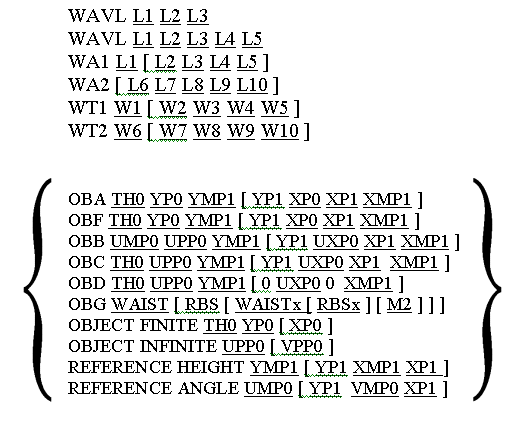 WAVL L1 L2 L3
WAVL L1 L2 L3 L4 L5
WA1 L1 [ L2 L3 L4 L5 ]
WA2 [ L6 L7 L8 L9 L10 ]
WT1 W1 [ W2 W3 W4 W5 ]
WT2 W6 [ W7 W8 W9 W10 ]
OBA TH0 YP0 YMP1 [ YP1 XP0 XP1 XMP1 ]
OBF TH0 YP0 YMP1 [ YP1 XP0 XP1 XMP1 ]
OBB UMP0 UPP0 YMP1 [ YP1 UXP0 XP1 XMP1 ]
OBC TH0 UPP0 YMP1 [ YP1 UXP0 XP1 XMP1 ]
OBD TH0 UPP0 YMP1 [ 0 UXP0 0 XMP1 ]
OBG WAIST [ RBS [ WAISTx [ RBSx ] [ M2 ] ] ]
OBJECT FINITE TH0 YP0 [ XP0 ]
OBJECT INFINITE UPP0 [ VPP0 ]
REFERENCE HEIGHT YMP1 [ YP1 XMP1 XP1 ]
REFERENCE ANGLE UMP0 [ YP1 VMP0 XP1 ]